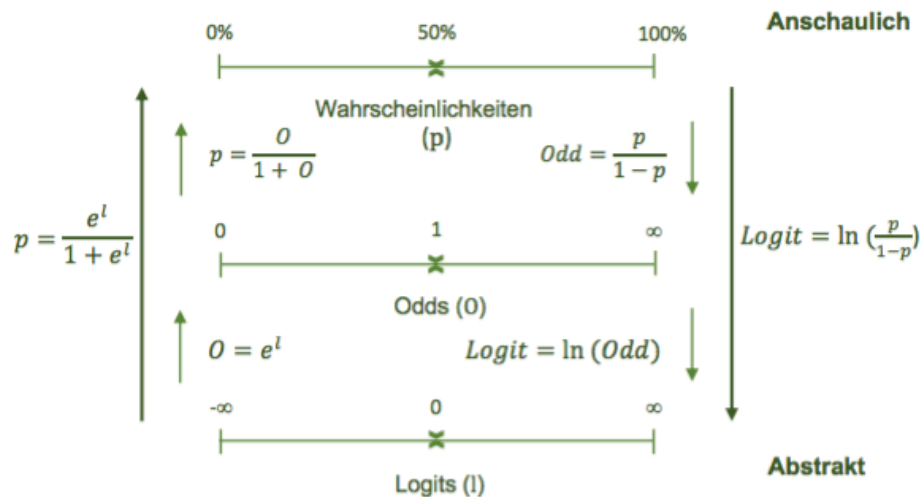 Anschaulich
0% 50% 100%
Wahrscheinlichkeiten
(p)
p = O / (1 + O)
Odd = p / (1 − p)
p = e^l / (1 + e^l)
0 1 ∞
Logit = ln (p/(1−p))
Odds (O)
O = e^l
Logit = ln (Odd)
-∞ 0 ∞
Logits (l)
Abstrakt